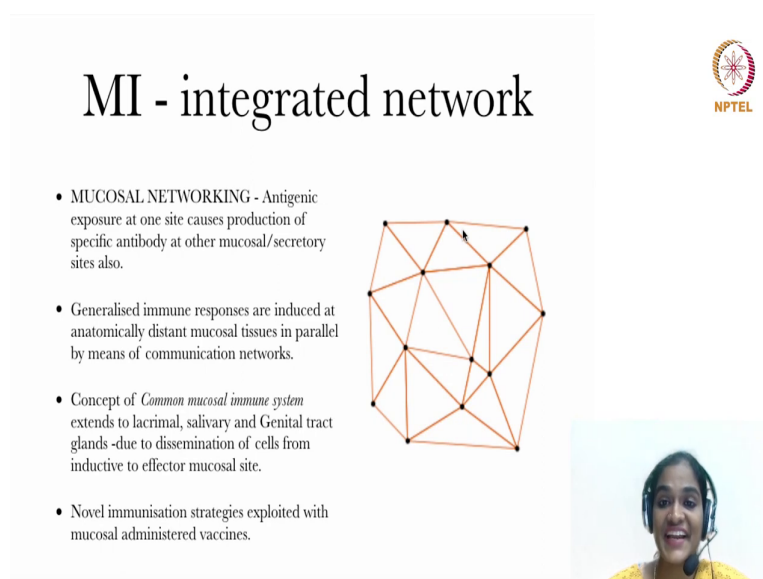 MI - integrated network
NPTEL
• MUCOSAL NETWORKING - Antigenic
exposure at one site causes production of
specific antibody at other mucosal/secretory
sites also.
• Generalised immune responses are induced at
anatomically distant mucosal tissues in parallel
by means of communication networks.
• Concept of Common mucosal immune system
extends to lacrimal, salivary and Genital tract
glands -due to dissemination of cells from
inductive to effector mucosal site.
• Novel immunisation strategies exploited with
mucosal administered vaccines.